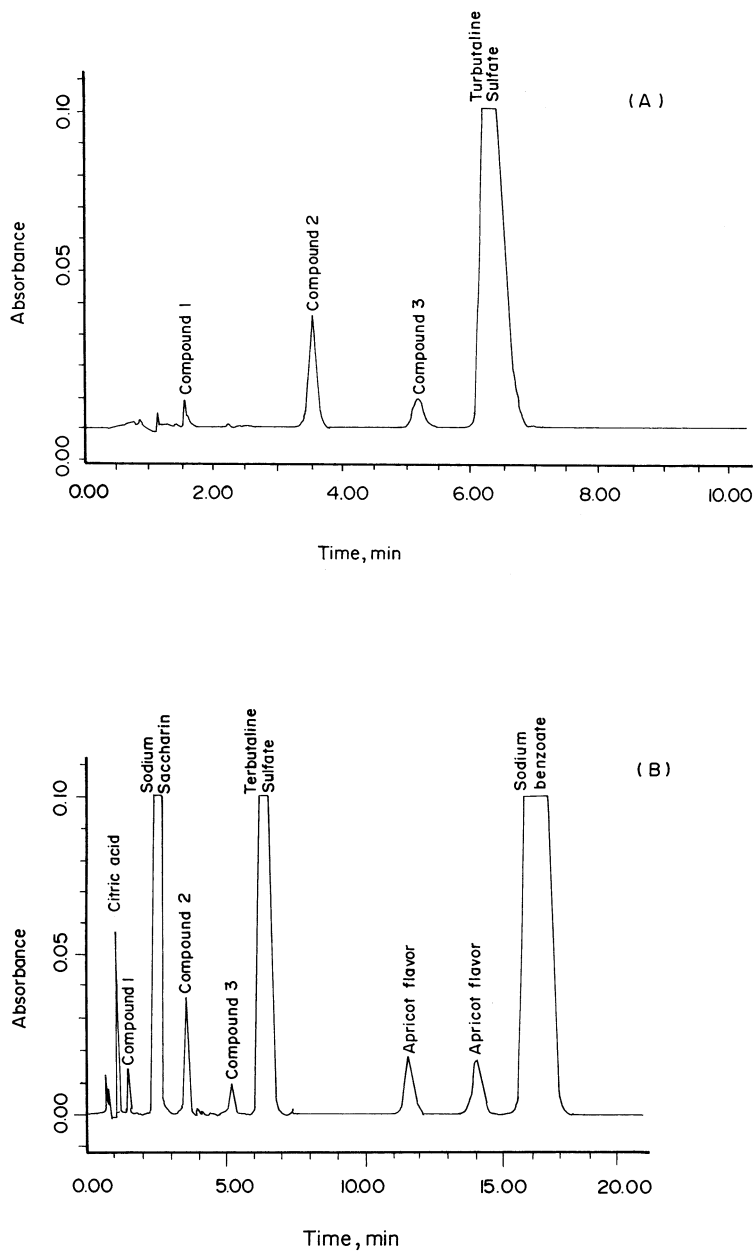 Turbutaline
Sulfate
(A)
0.10
0.05
0.00
Absorbance
Compound 1
Compound 2
Compound 3
0.00 2.00 4.00 6.00 8.00 10.00
Time, min
Sodium
Saccharin
Terbutaline
Sulfate
Sodium
benzoate
(B)
0.10
0.05
0.00
Absorbance
Citric acid
Compound 1
Compound 2
Compound 3
Apricot flavor
Apricot flavor
0.00 5.00 10.00 15.00 20.00
Time, min